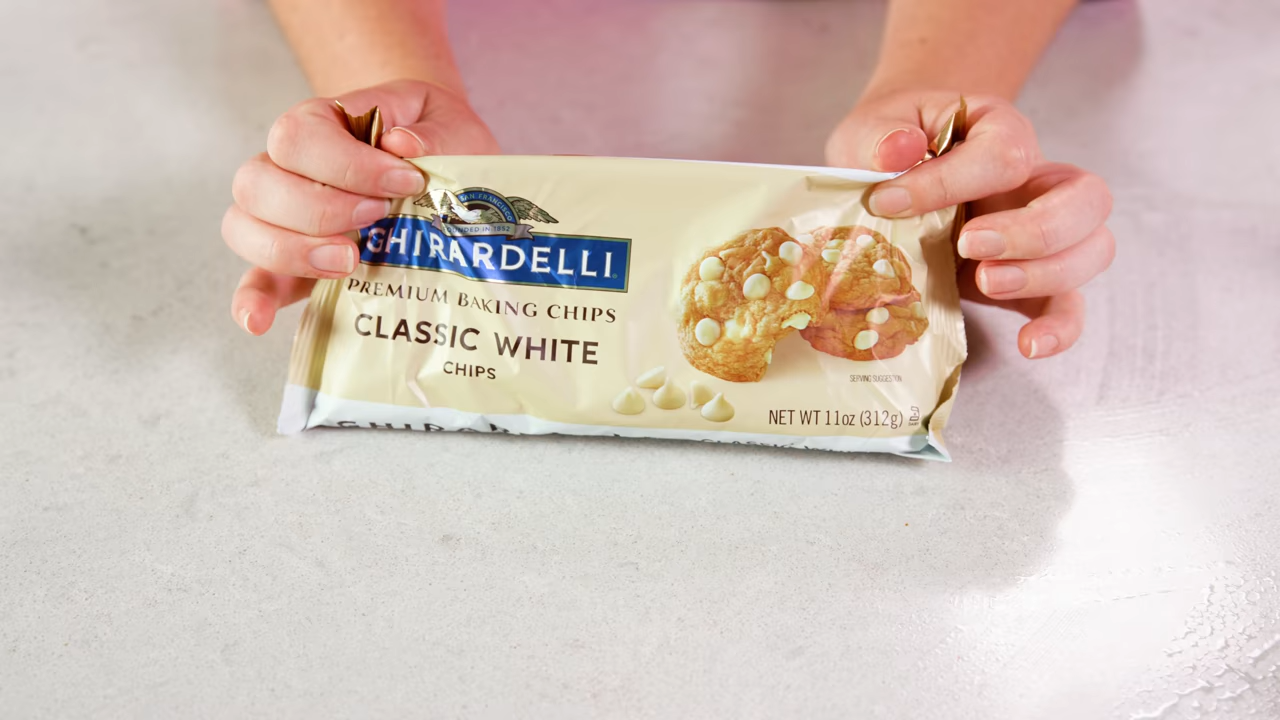 SAN FRANCISCO
FOUNDED IN 1852
GHIRARDELLI
PREMIUM BAKING CHIPS
CLASSIC WHITE
CHIPS
SERVING SUGGESTION
NET WT 11oz (312g)